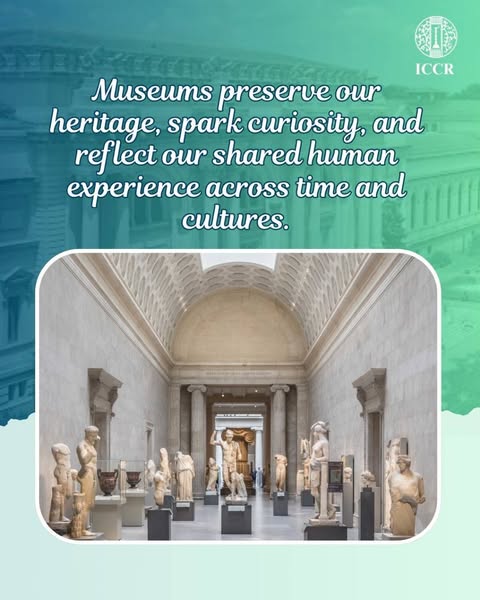 ICCR
Museums preserve our
heritage, spark curiosity, and
reflect our shared human
experience across time and
cultures.